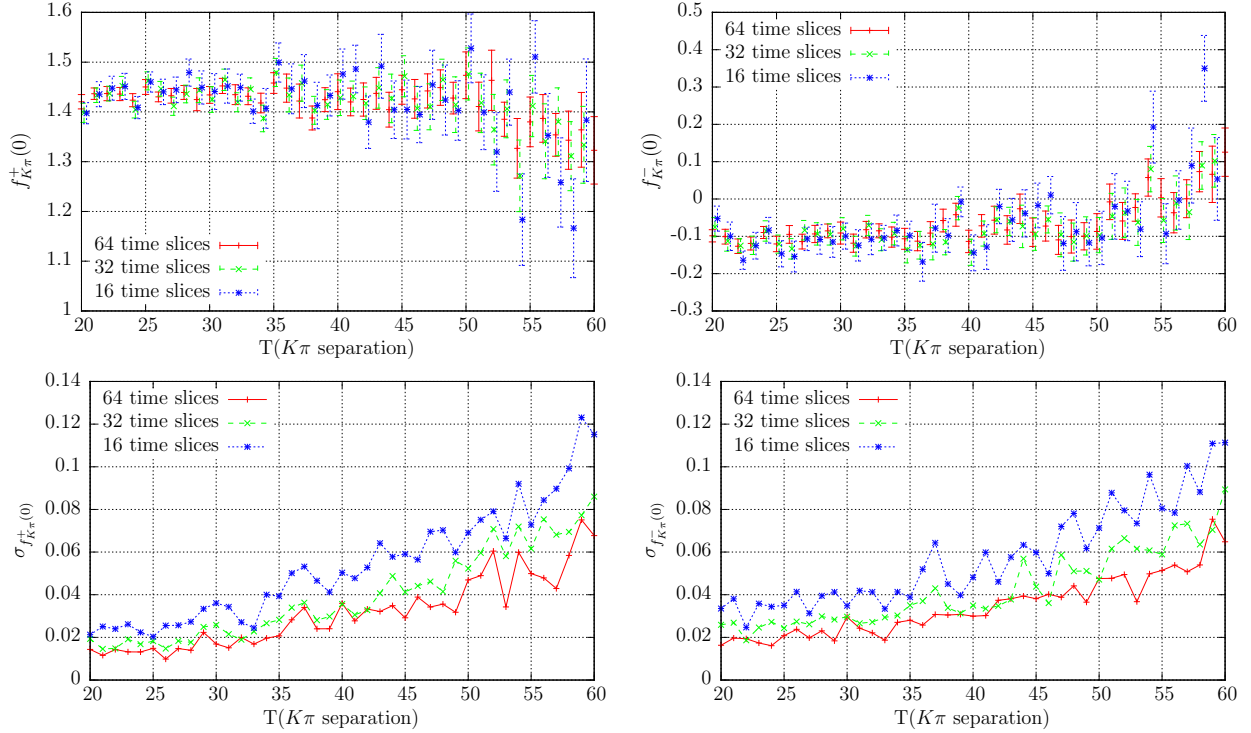 1.6
1.5
1.4
1.3
1.2
1.1
1
f⁺Kπ(0)
64 time slices
32 time slices
16 time slices
20 25 30 35 40 45 50 55 60
T(Kπ separation)
0.5
0.4
0.3
0.2
0.1
0
-0.1
-0.2
-0.3
f⁻Kπ(0)
64 time slices
32 time slices
16 time slices
20 25 30 35 40 45 50 55 60
T(Kπ separation)
0.14
0.12
0.1
0.08
0.06
0.04
0.02
0
σf⁺Kπ(0)
64 time slices
32 time slices
16 time slices
20 25 30 35 40 45 50 55 60
T(Kπ separation)
0.14
0.12
0.1
0.08
0.06
0.04
0.02
0
σf⁻Kπ(0)
64 time slices
32 time slices
16 time slices
20 25 30 35 40 45 50 55 60
T(Kπ separation)